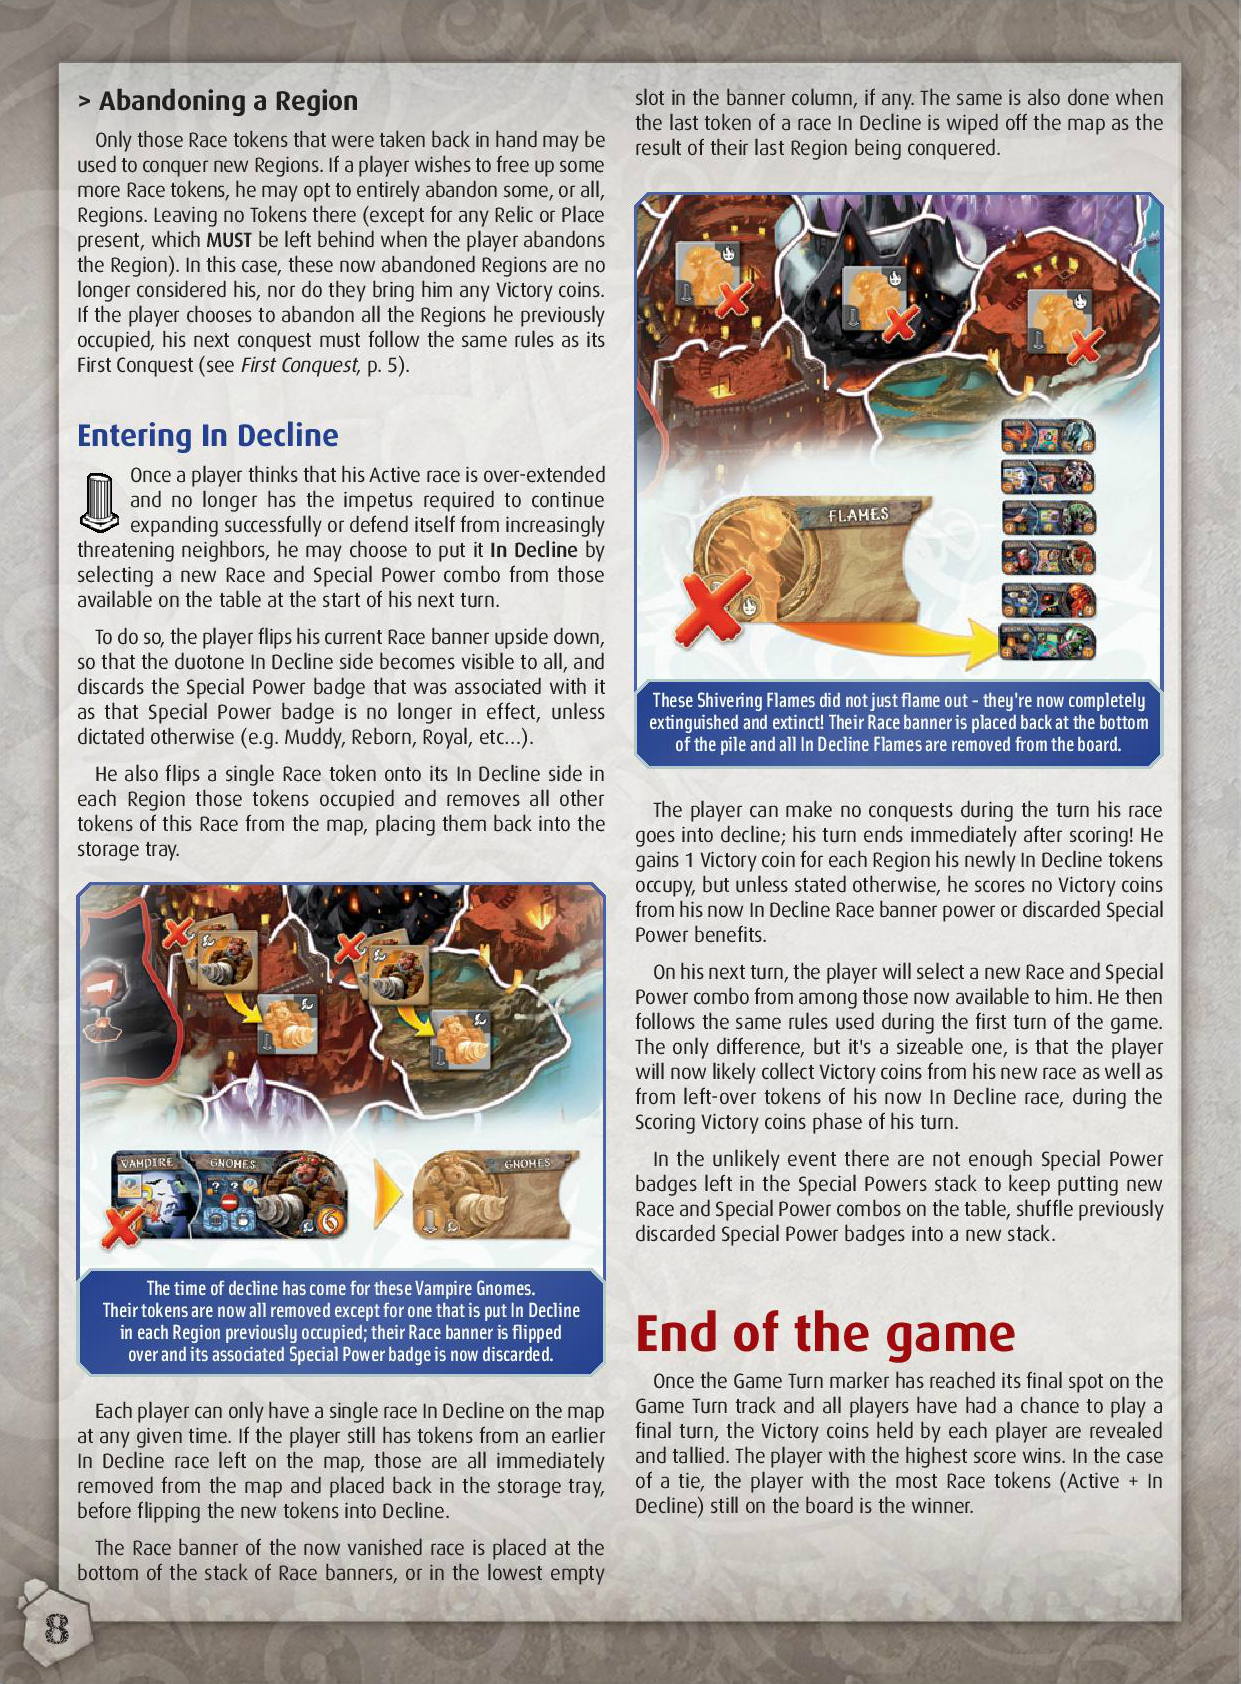 > Abandoning a Region
Only those Race tokens that were taken back in hand may be
used to conquer new Regions. If a player wishes to free up some
more Race tokens, he may opt to entirely abandon some, or all,
Regions. Leaving no Tokens there (except for any Relic or Place
present, which MUST be left behind when the player abandons
the Region). In this case, these now abandoned Regions are no
longer considered his, nor do they bring him any Victory coins.
If the player chooses to abandon all the Regions he previously
occupied, his next conquest must follow the same rules as its
First Conquest (see First Conquest, p. 5).
Entering In Decline
Once a player thinks that his Active race is over-extended
and no longer has the impetus required to continue
expanding successfully or defend itself from increasingly
threatening neighbors, he may choose to put it In Decline by
selecting a new Race and Special Power combo from those
available on the table at the start of his next turn.
To do so, the player flips his current Race banner upside down,
so that the duotone In Decline side becomes visible to all, and
discards the Special Power badge that was associated with it
as that Special Power badge is no longer in effect, unless
dictated otherwise (e.g. Muddy, Reborn, Royal, etc...).
He also flips a single Race token onto its In Decline side in
each Region those tokens occupied and removes all other
tokens of this Race from the map, placing them back into the
storage tray.
1
VAMPIRE GNOMES
6
GNOMES
The time of decline has come for these Vampire Gnomes.
Their tokens are now all removed except for one that is put In Decline
in each Region previously occupied; their Race banner is flipped
over and its associated Special Power badge is now discarded.
Each player can only have a single race In Decline on the map
at any given time. If the player still has tokens from an earlier
In Decline race left on the map, those are all immediately
removed from the map and placed back in the storage tray,
before flipping the new tokens into Decline.
The Race banner of the now vanished race is placed at the
bottom of the stack of Race banners, or in the lowest empty
slot in the banner column, if any. The same is also done when
the last token of a race In Decline is wiped off the map as the
result of their last Region being conquered.
FLAMES
These Shivering Flames did not just flame out - they're now completely
extinguished and extinct! Their Race banner is placed back at the bottom
of the pile and all In Decline Flames are removed from the board.
The player can make no conquests during the turn his race
goes into decline; his turn ends immediately after scoring! He
gains 1 Victory coin for each Region his newly In Decline tokens
occupy, but unless stated otherwise, he scores no Victory coins
from his now In Decline Race banner power or discarded Special
Power benefits.
On his next turn, the player will select a new Race and Special
Power combo from among those now available to him. He then
follows the same rules used during the first turn of the game.
The only difference, but it's a sizeable one, is that the player
will now likely collect Victory coins from his new race as well as
from left-over tokens of his now In Decline race, during the
Scoring Victory coins phase of his turn.
In the unlikely event there are not enough Special Power
badges left in the Special Powers stack to keep putting new
Race and Special Power combos on the table, shuffle previously
discarded Special Power badges into a new stack.
End of the game
Once the Game Turn marker has reached its final spot on the
Game Turn track and all players have had a chance to play a
final turn, the Victory coins held by each player are revealed
and tallied. The player with the highest score wins. In the case
of a tie, the player with the most Race tokens (Active + In
Decline) still on the board is the winner.
8